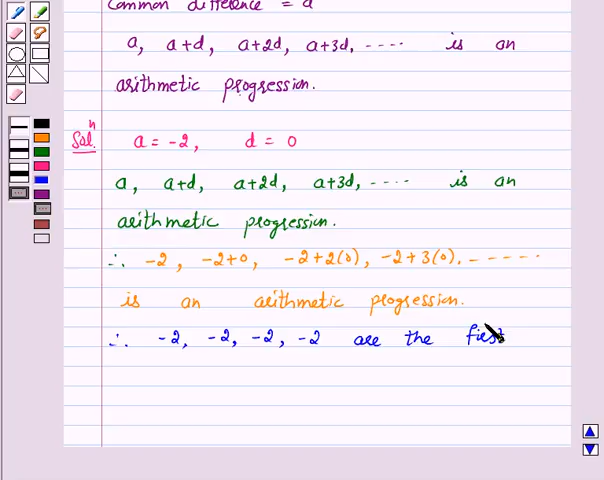 Common difference = d
a, a+d, a+2d, a+3d, ···· is an
arithmetic progression.
Solⁿ a = -2, d = 0
a, a+d, a+2d, a+3d, ···· is an
arithmetic progression.
∴ -2, -2+0, -2+2(0), -2+3(0), ------
is an arithmetic progression.
∴ -2, -2, -2, -2 are the first